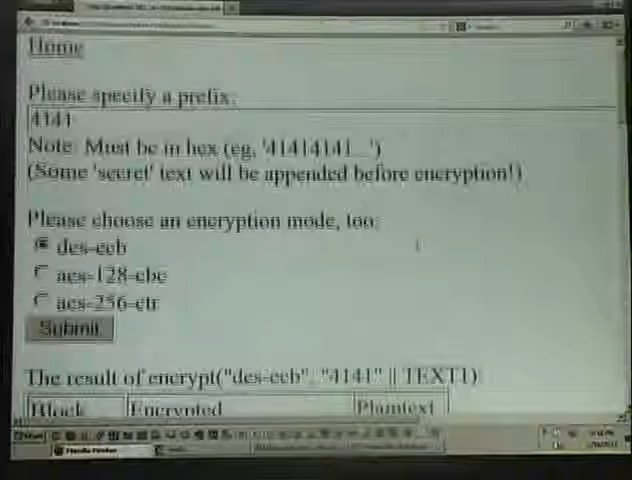 Home
Please specify a prefix:
4141
Note: Must be in hex (eg, '41414141...')
(Some 'secret' text will be appended before encryption!)
Please choose an encryption mode, too:
des-ecb
aes-128-cbc
aes-256-ctr
Submit
The result of encrypt("des-ecb", "4141" || TEXT1)
Block Encrypted Plaintext